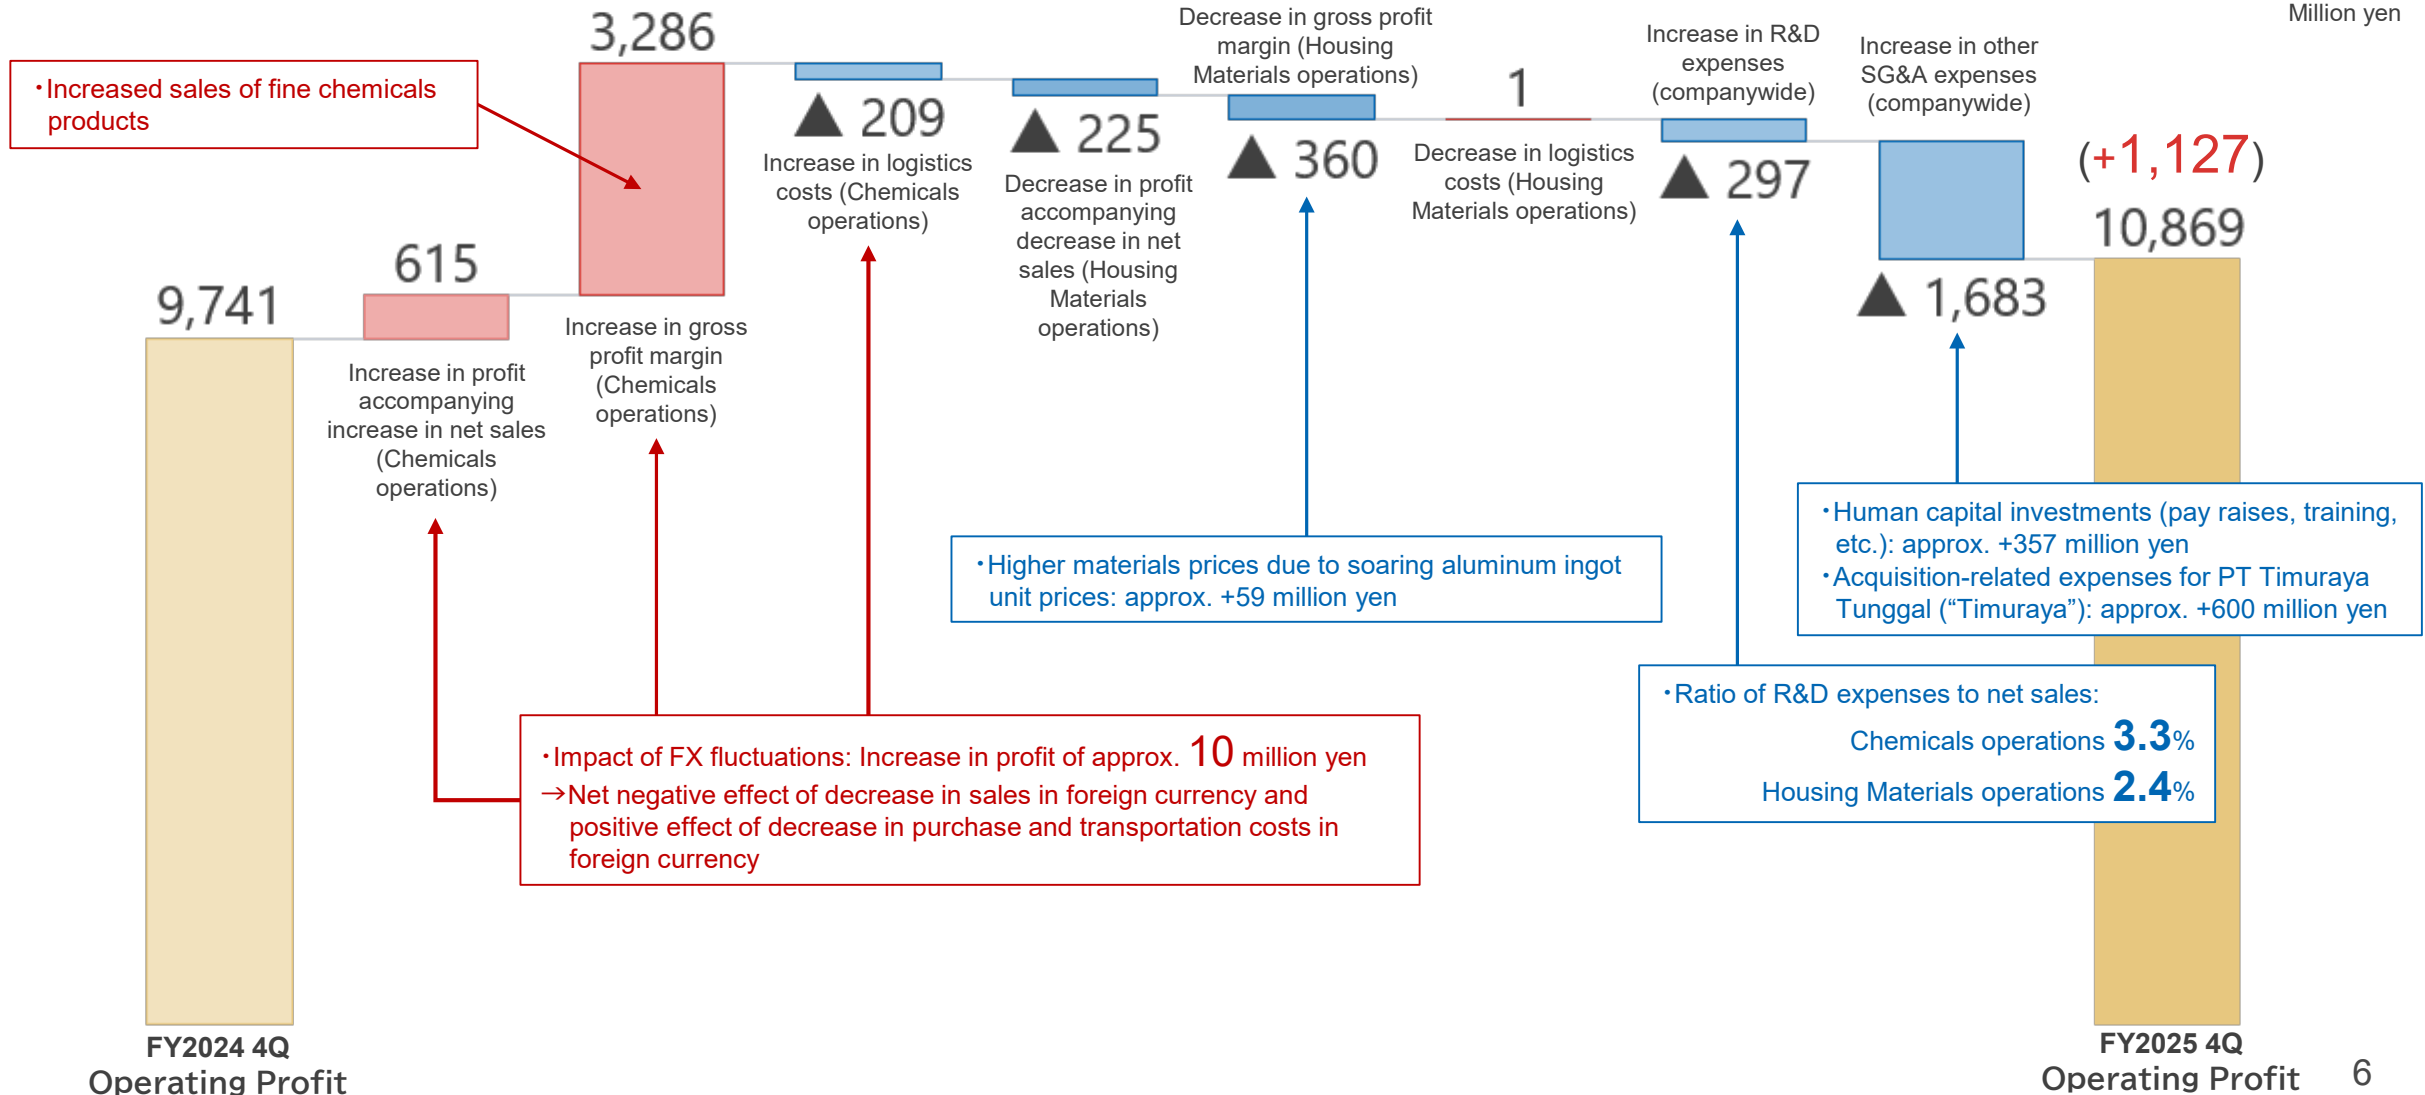 Million yen
・Increased sales of fine chemicals
products
9,741
615
Increase in profit
accompanying
increase in net sales
(Chemicals
operations)
3,286
Increase in gross
profit margin
(Chemicals
operations)
▲ 209
Increase in logistics
costs (Chemicals
operations)
▲ 225
Decrease in profit
accompanying
decrease in net
sales (Housing
Materials
operations)
Decrease in gross profit
margin (Housing
Materials operations)
▲ 360
1
Decrease in logistics
costs (Housing
Materials operations)
Increase in R&D
expenses
(companywide)
▲ 297
Increase in other
SG&A expenses
(companywide)
▲ 1,683
(+1,127)
10,869
・Higher materials prices due to soaring aluminum ingot
unit prices: approx. +59 million yen
・Human capital investments (pay raises, training,
etc.): approx. +357 million yen
・Acquisition-related expenses for PT Timuraya
Tunggal (“Timuraya”): approx. +600 million yen
・Ratio of R&D expenses to net sales:
Chemicals operations 3.3%
Housing Materials operations 2.4%
・Impact of FX fluctuations: Increase in profit of approx. 10 million yen
→Net negative effect of decrease in sales in foreign currency and
positive effect of decrease in purchase and transportation costs in
foreign currency
FY2024 4Q
Operating Profit
FY2025 4Q
Operating Profit
6